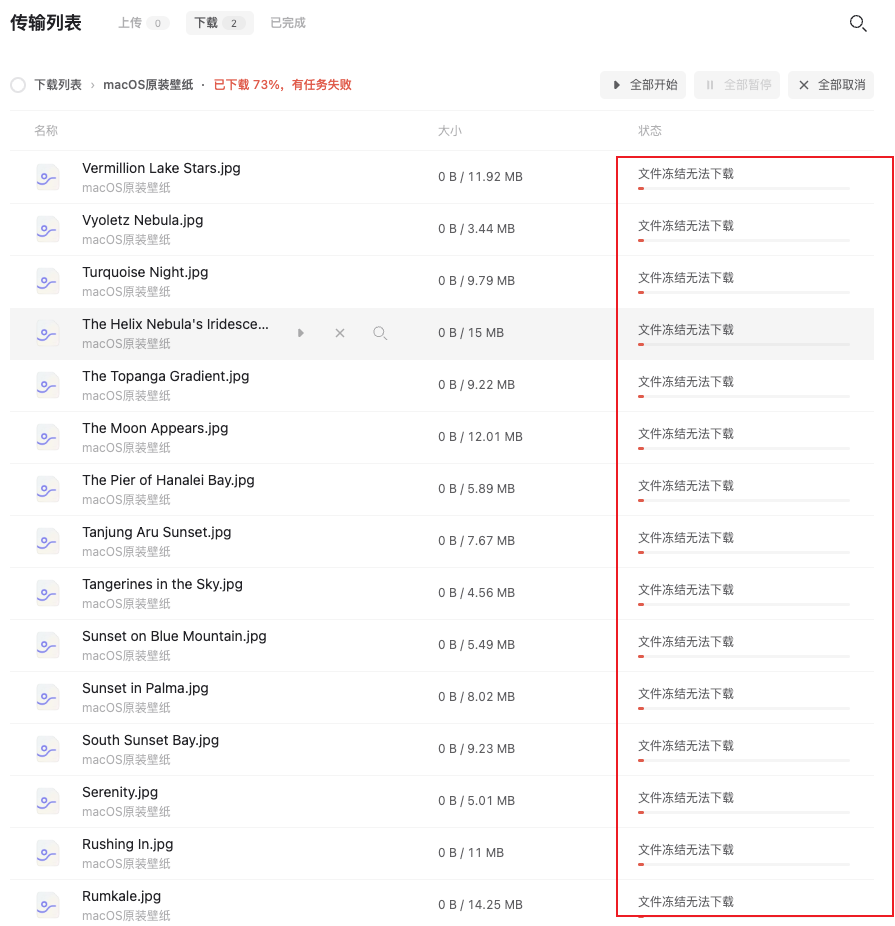 传输列表 上传 0 下载 2 已完成
下载列表 › macOS原装壁纸 · 已下载 73%，有任务失败 全部开始 全部暂停 全部取消
名称 大小 状态
Vermillion Lake Stars.jpg
macOS原装壁纸
0 B / 11.92 MB
文件冻结无法下载
Vyoletz Nebula.jpg
macOS原装壁纸
0 B / 3.44 MB
文件冻结无法下载
Turquoise Night.jpg
macOS原装壁纸
0 B / 9.79 MB
文件冻结无法下载
The Helix Nebula's Iridesce...
macOS原装壁纸
0 B / 15 MB
文件冻结无法下载
The Topanga Gradient.jpg
macOS原装壁纸
0 B / 9.22 MB
文件冻结无法下载
The Moon Appears.jpg
macOS原装壁纸
0 B / 12.01 MB
文件冻结无法下载
The Pier of Hanalei Bay.jpg
macOS原装壁纸
0 B / 5.89 MB
文件冻结无法下载
Tanjung Aru Sunset.jpg
macOS原装壁纸
0 B / 7.67 MB
文件冻结无法下载
Tangerines in the Sky.jpg
macOS原装壁纸
0 B / 4.56 MB
文件冻结无法下载
Sunset on Blue Mountain.jpg
macOS原装壁纸
0 B / 5.49 MB
文件冻结无法下载
Sunset in Palma.jpg
macOS原装壁纸
0 B / 8.02 MB
文件冻结无法下载
South Sunset Bay.jpg
macOS原装壁纸
0 B / 9.23 MB
文件冻结无法下载
Serenity.jpg
macOS原装壁纸
0 B / 5.01 MB
文件冻结无法下载
Rushing In.jpg
macOS原装壁纸
0 B / 11 MB
文件冻结无法下载
Rumkale.jpg
macOS原装壁纸
0 B / 14.25 MB
文件冻结无法下载